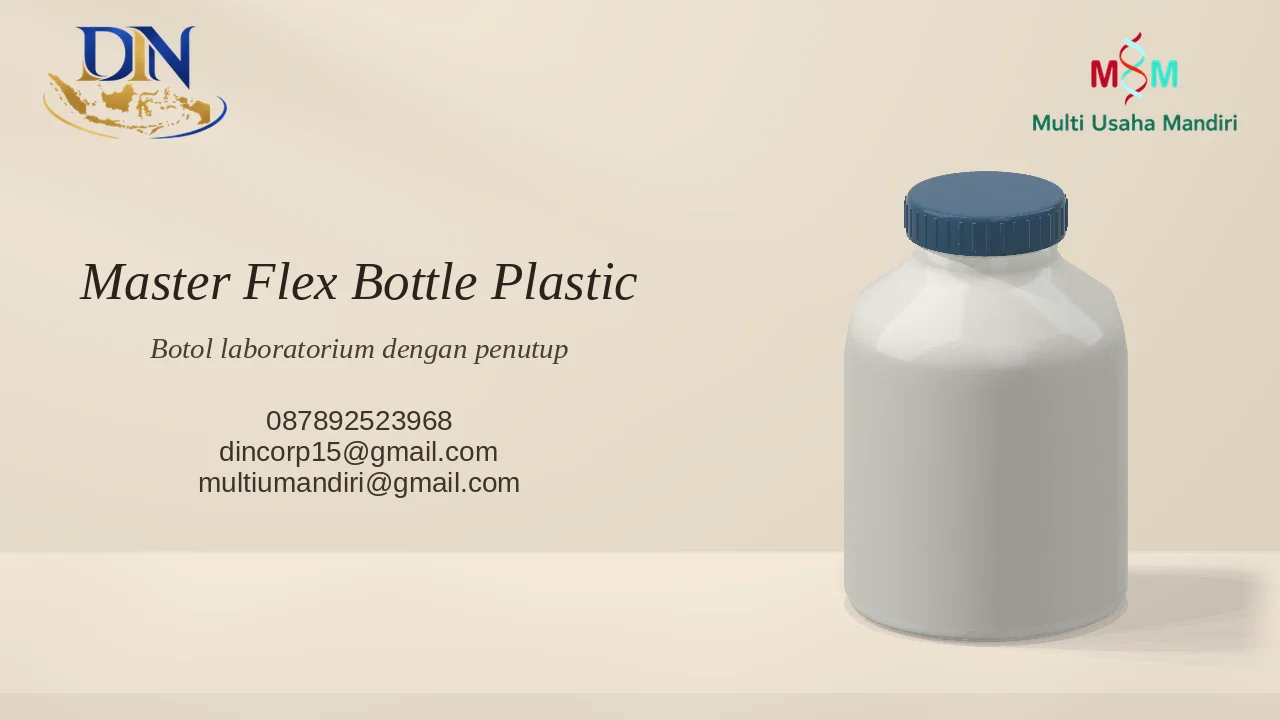 DIN
MSM
Multi Usaha Mandiri
Master Flex Bottle Plastic
Botol laboratorium dengan penutup
087892523968
dincorp15@gmail.com
multiumandiri@gmail.com